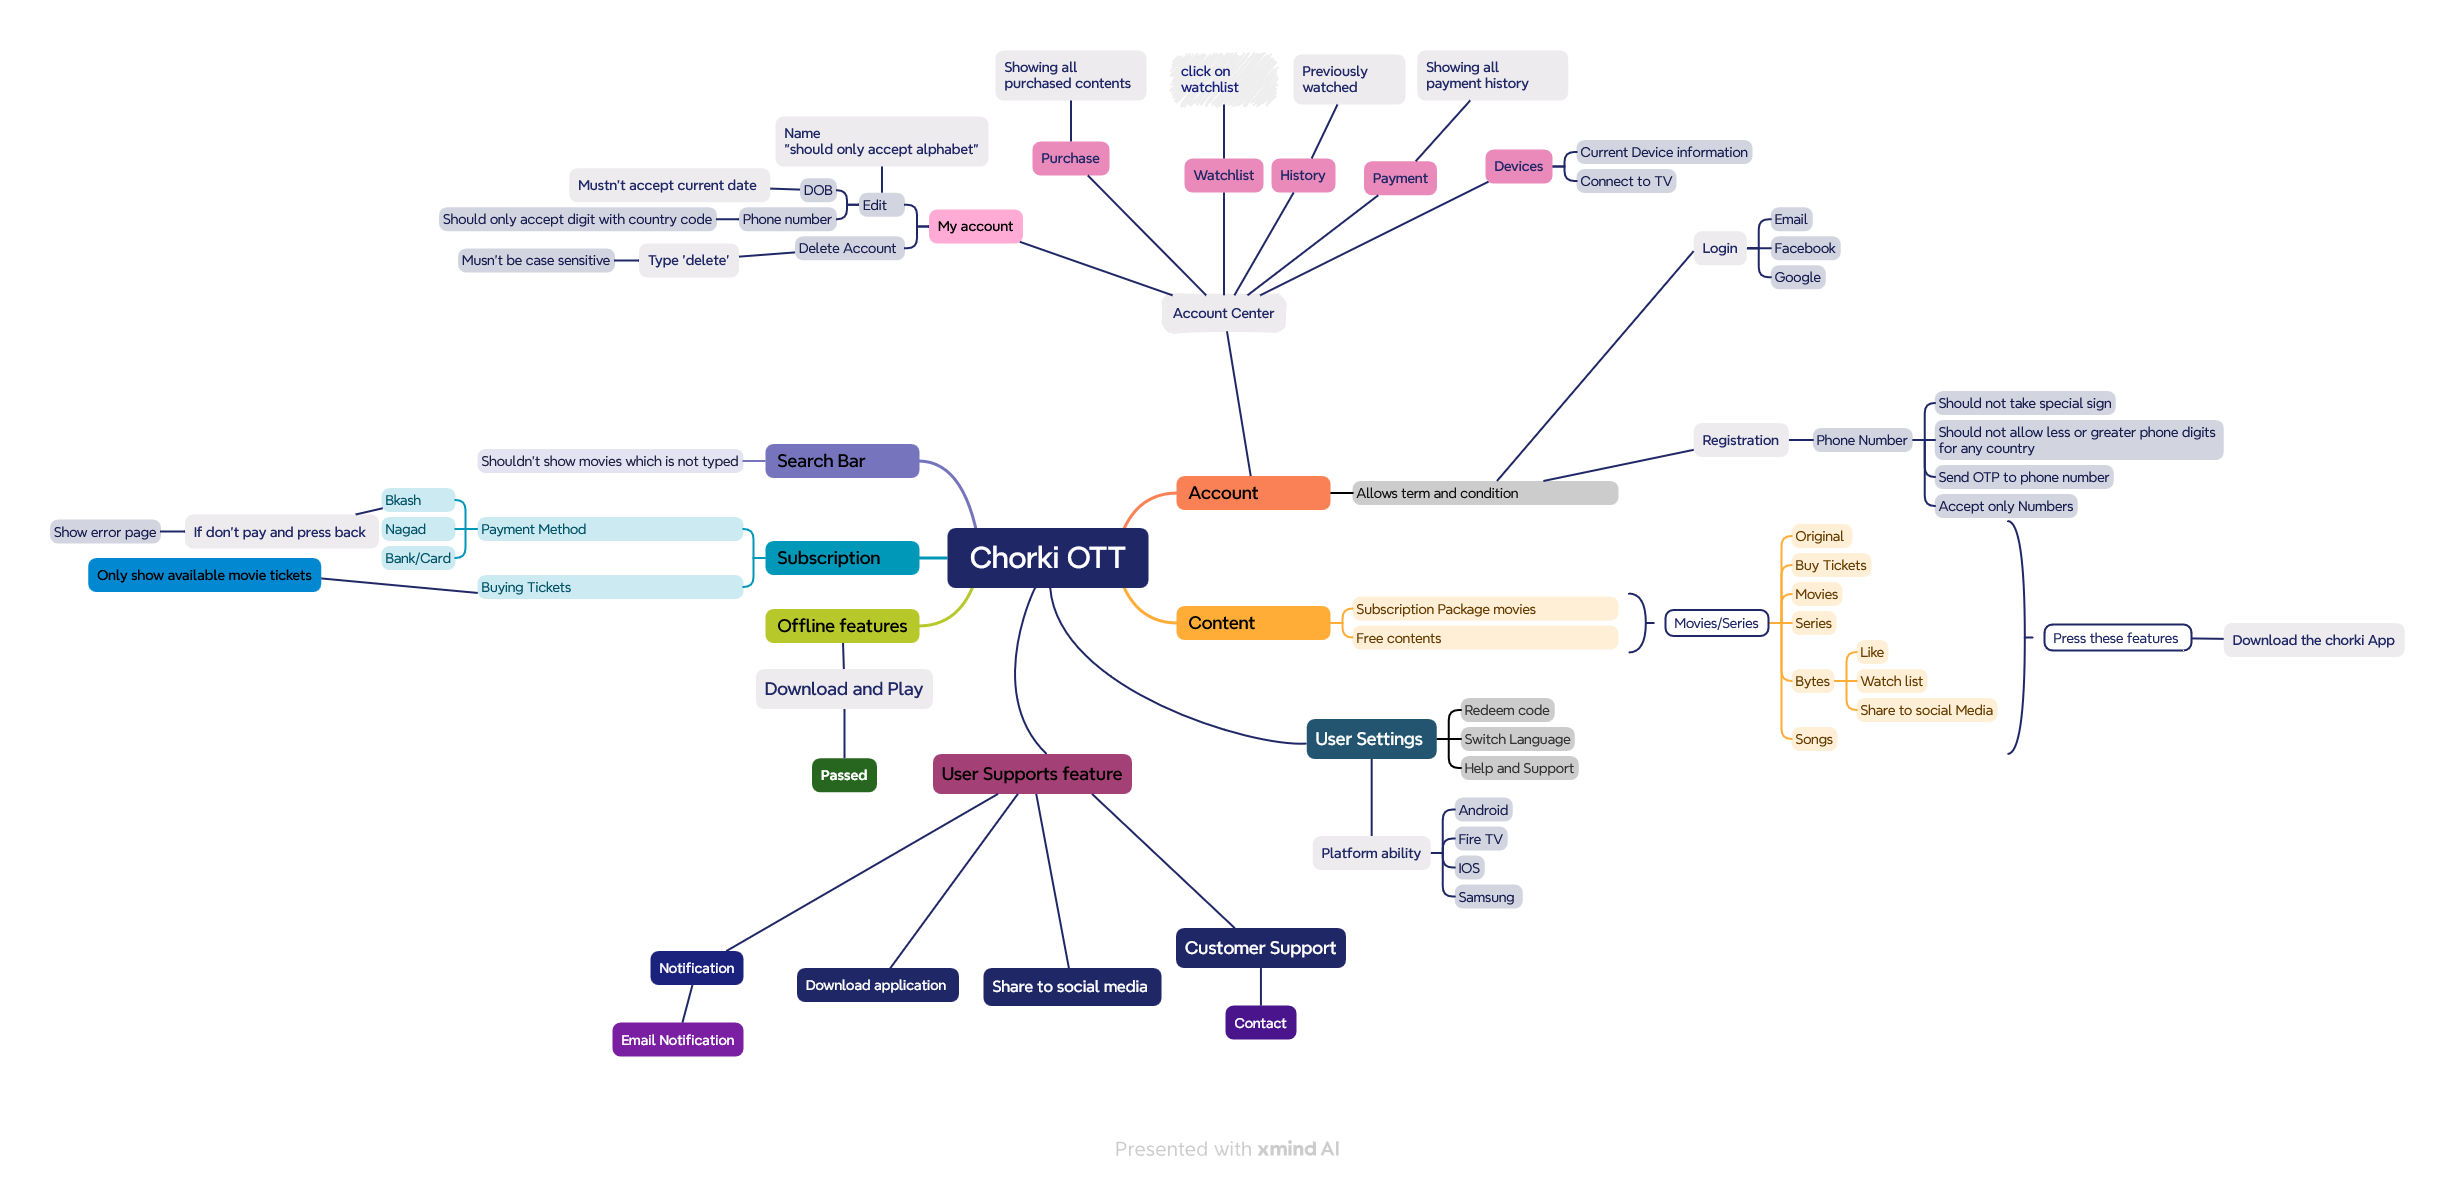 Showing all
purchased contents
click on
watchlist
Previously
watched
Showing all
payment history
Name
"should only accept alphabet"
Purchase
Watchlist
History
Payment
Devices
Current Device information
Connect to TV
Mustn't accept current date
DOB
Edit
Should only accept digit with country code
Phone number
My account
Delete Account
Musn't be case sensitive
Type 'delete'
Account Center
Login
Email
Facebook
Google
Registration
Phone Number
Should not take special sign
Should not allow less or greater phone digits
for any country
Send OTP to phone number
Accept only Numbers
Shouldn't show movies which is not typed
Search Bar
Account
Allows term and condition
Bkash
Nagad
Bank/Card
Show error page
If don't pay and press back
Payment Method
Subscription
Chorki OTT
Only show available movie tickets
Buying Tickets
Offline features
Content
Subscription Package movies
Free contents
Movies/Series
Original
Buy Tickets
Movies
Series
Bytes
Like
Watch list
Share to social Media
Songs
Press these features
Download the chorki App
Download and Play
Passed
User Settings
Redeem code
Switch Language
Help and Support
User Supports feature
Platform ability
Android
Fire TV
IOS
Samsung
Notification
Download application
Share to social media
Customer Support
Email Notification
Contact
Presented with xmind AI